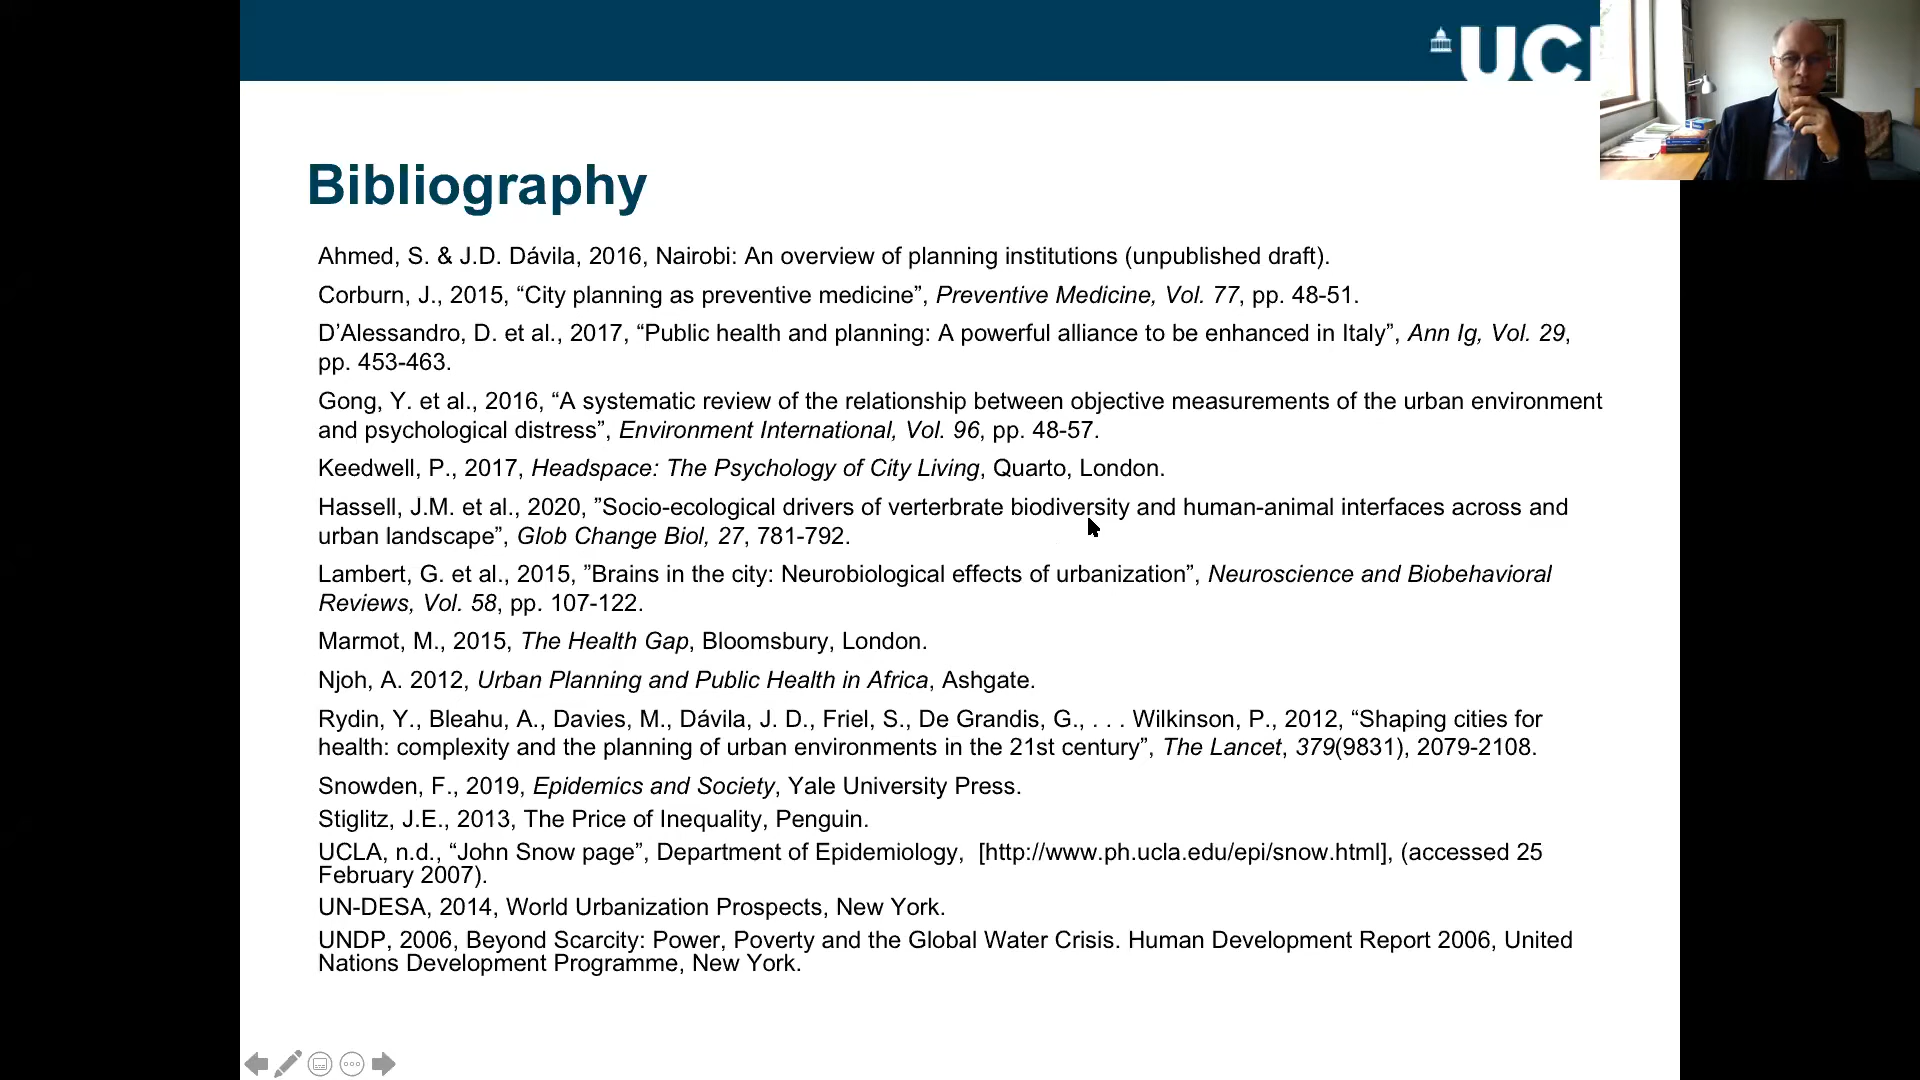 UCL
Bibliography
Ahmed, S. & J.D. Dávila, 2016, Nairobi: An overview of planning institutions (unpublished draft).
Corburn, J., 2015, “City planning as preventive medicine”, Preventive Medicine, Vol. 77, pp. 48-51.
D’Alessandro, D. et al., 2017, “Public health and planning: A powerful alliance to be enhanced in Italy”, Ann Ig, Vol. 29,
pp. 453-463.
Gong, Y. et al., 2016, “A systematic review of the relationship between objective measurements of the urban environment
and psychological distress”, Environment International, Vol. 96, pp. 48-57.
Keedwell, P., 2017, Headspace: The Psychology of City Living, Quarto, London.
Hassell, J.M. et al., 2020, ”Socio-ecological drivers of verterbrate biodiversity and human-animal interfaces across and
urban landscape”, Glob Change Biol, 27, 781-792.
Lambert, G. et al., 2015, ”Brains in the city: Neurobiological effects of urbanization”, Neuroscience and Biobehavioral
Reviews, Vol. 58, pp. 107-122.
Marmot, M., 2015, The Health Gap, Bloomsbury, London.
Njoh, A. 2012, Urban Planning and Public Health in Africa, Ashgate.
Rydin, Y., Bleahu, A., Davies, M., Dávila, J. D., Friel, S., De Grandis, G., . . . Wilkinson, P., 2012, “Shaping cities for
health: complexity and the planning of urban environments in the 21st century”, The Lancet, 379(9831), 2079-2108.
Snowden, F., 2019, Epidemics and Society, Yale University Press.
Stiglitz, J.E., 2013, The Price of Inequality, Penguin.
UCLA, n.d., “John Snow page”, Department of Epidemiology,  [http://www.ph.ucla.edu/epi/snow.html], (accessed 25
February 2007).
UN-DESA, 2014, World Urbanization Prospects, New York.
UNDP, 2006, Beyond Scarcity: Power, Poverty and the Global Water Crisis. Human Development Report 2006, United
Nations Development Programme, New York.